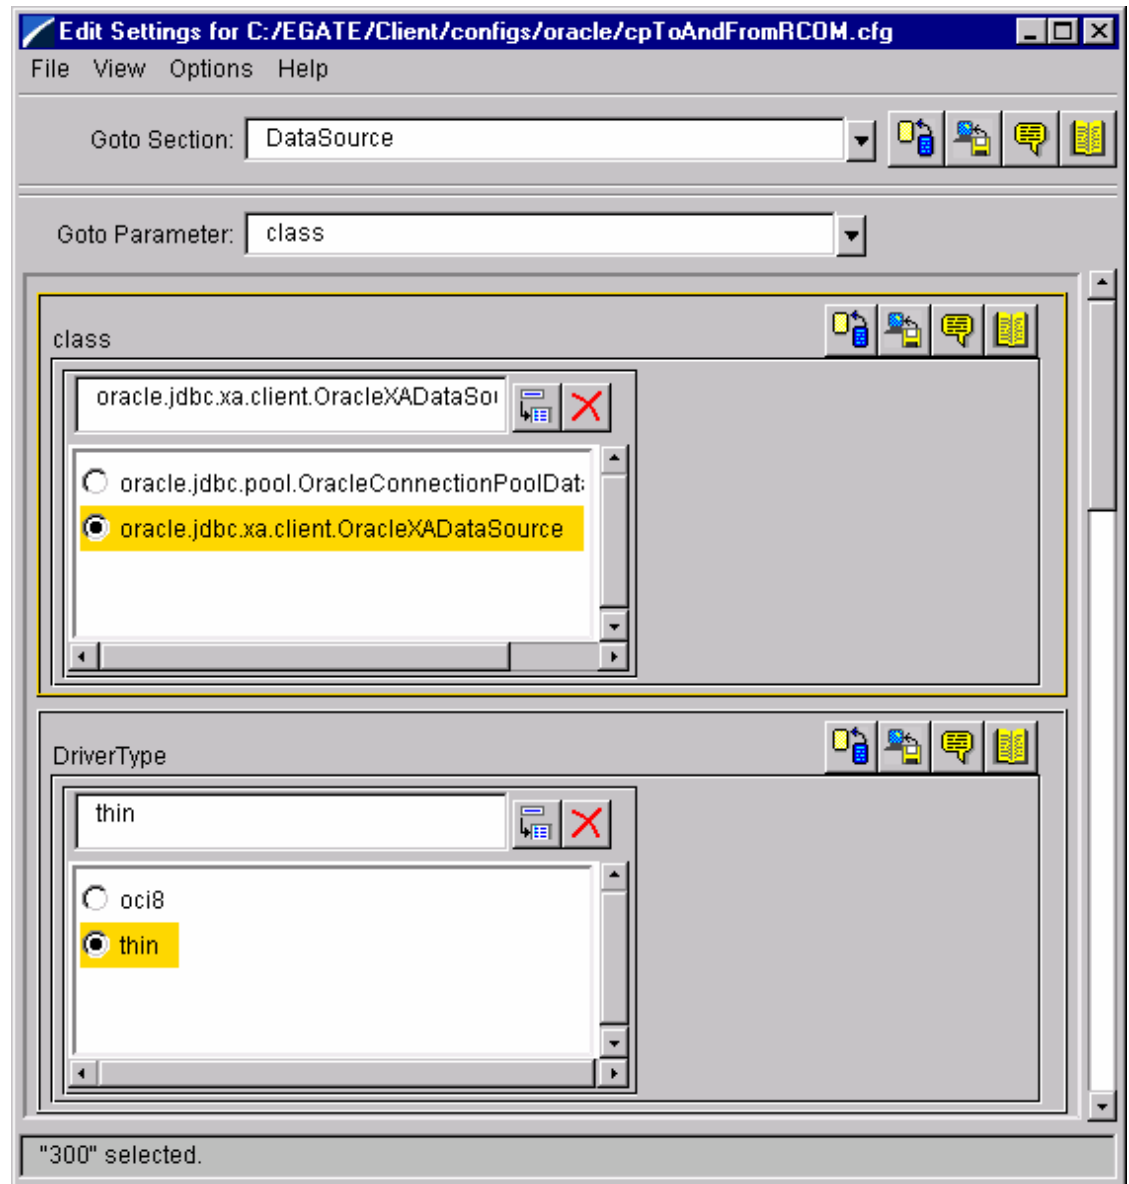 Edit Settings for C:/EGATE/Client/configs/oracle/cpToAndFromRCOM.cfg
File View Options Help
Goto Section: DataSource
Goto Parameter: class
class
oracle.jdbc.xa.client.OracleXADataSou
oracle.jdbc.pool.OracleConnectionPoolData
oracle.jdbc.xa.client.OracleXADataSource
DriverType
thin
oci8
thin
"300" selected.